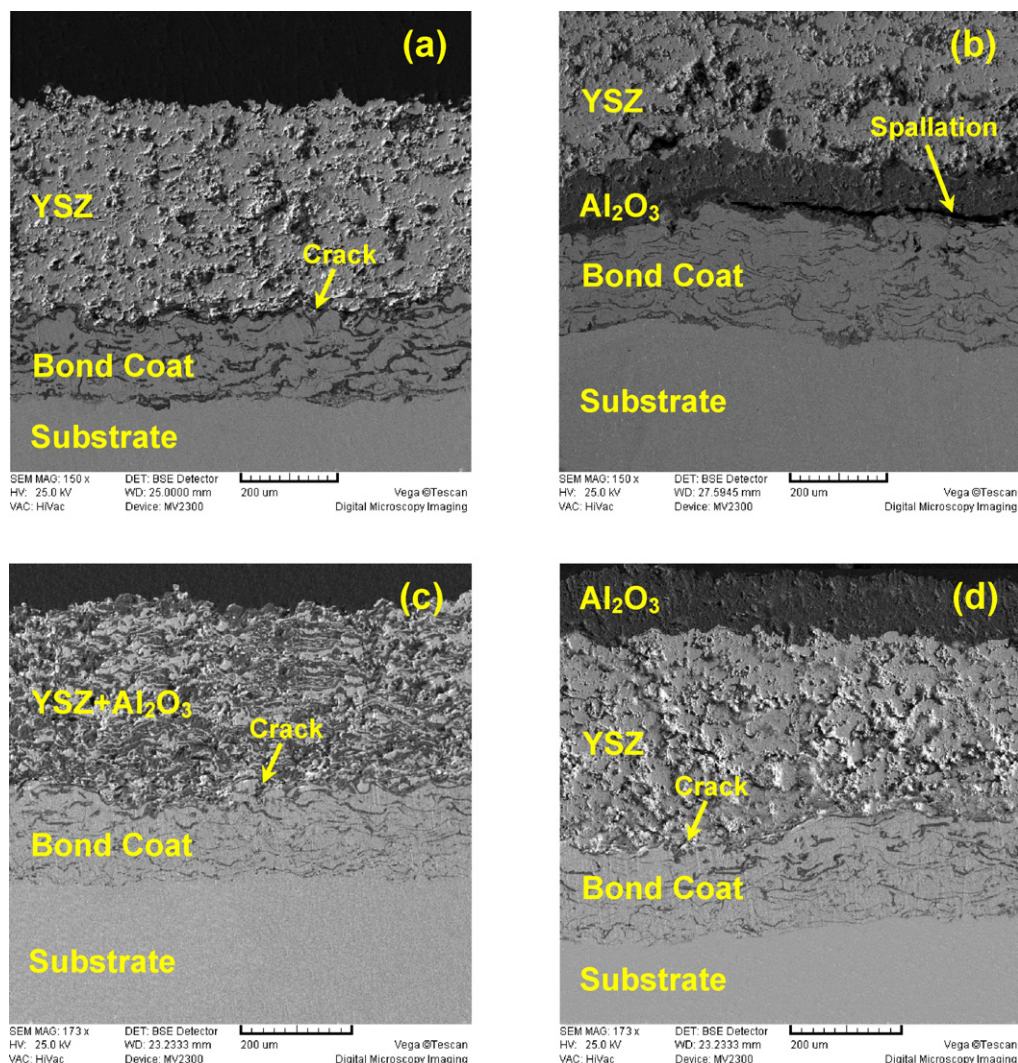 (a)
YSZ
Crack
Bond Coat
Substrate
SEM MAG: 150 x DET: BSE Detector
HV: 25.0 kV WD: 25.0000 mm 200 um Vega ©Tescan
VAC: HiVac Device: MV2300 Digital Microscopy Imaging
(b)
YSZ
Spallation
Al₂O₃
Bond Coat
Substrate
SEM MAG: 150 x DET: BSE Detector
HV: 25.0 kV WD: 27.5945 mm 200 um Vega ©Tescan
VAC: HiVac Device: MV2300 Digital Microscopy Imaging
(c)
YSZ+Al₂O₃
Crack
Bond Coat
Substrate
SEM MAG: 173 x DET: BSE Detector
HV: 25.0 kV WD: 23.2333 mm 200 um Vega ©Tescan
VAC: HiVac Device: MV2300 Digital Microscopy Imaging
Al₂O₃
(d)
YSZ
Crack
Bond Coat
Substrate
SEM MAG: 173 x DET: BSE Detector
HV: 25.0 kV WD: 23.2333 mm 200 um Vega ©Tescan
VAC: HiVac Device: MV2300 Digital Microscopy Imaging